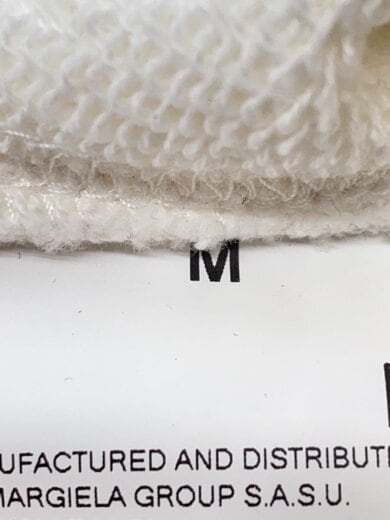 M
UFACTURED AND DISTRIBUTE
MARGIELA GROUP S.A.S.U.